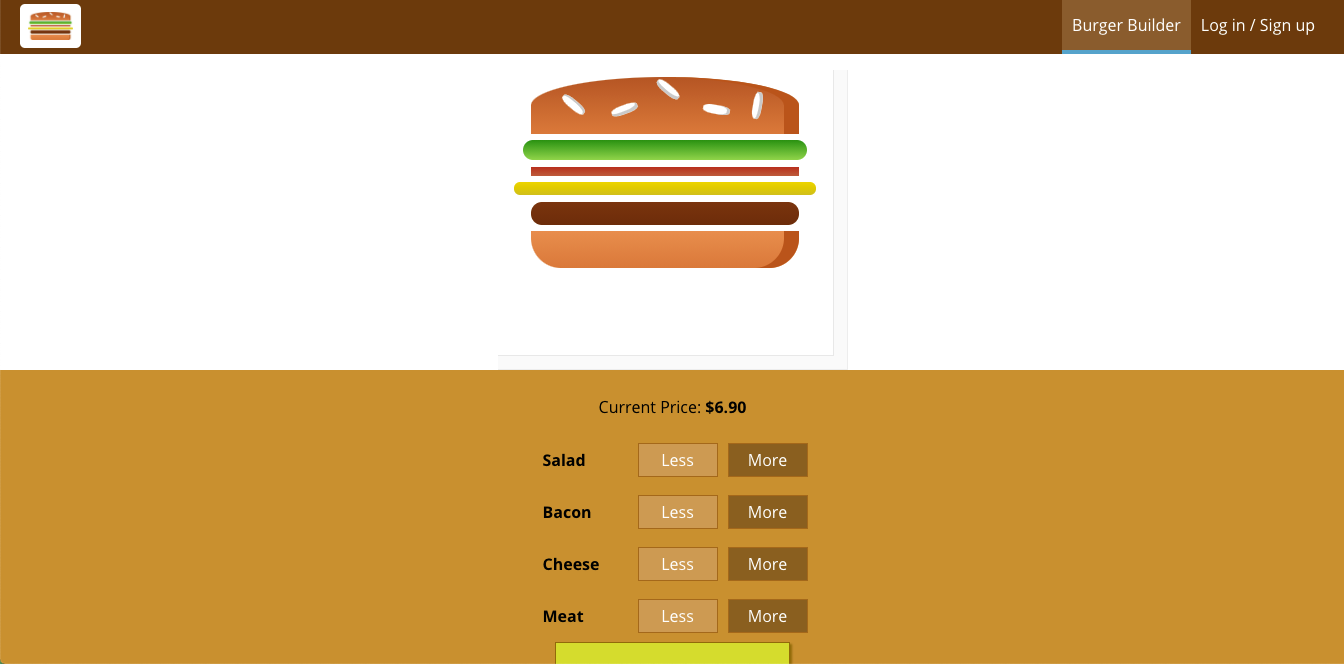 Burger Builder Log in / Sign up
Current Price: $6.90
Salad Less More
Bacon Less More
Cheese Less More
Meat Less More